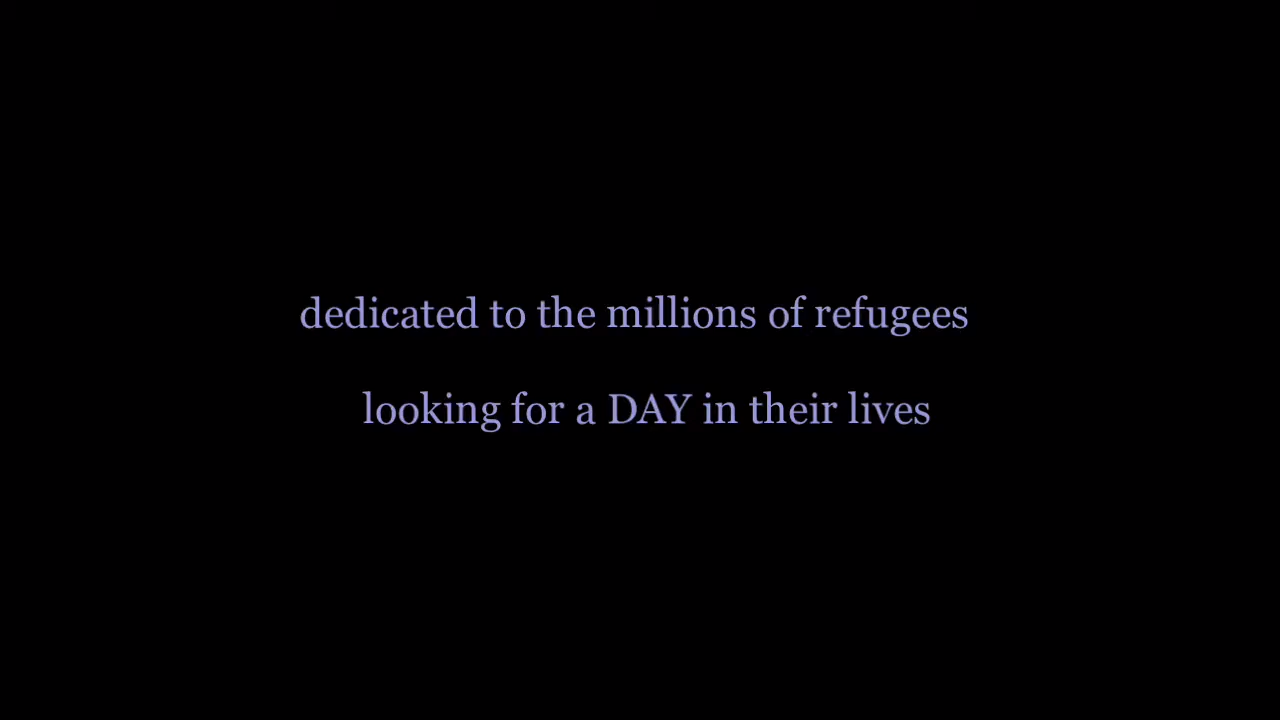 dedicated to the millions of refugees
looking for a DAY in their lives